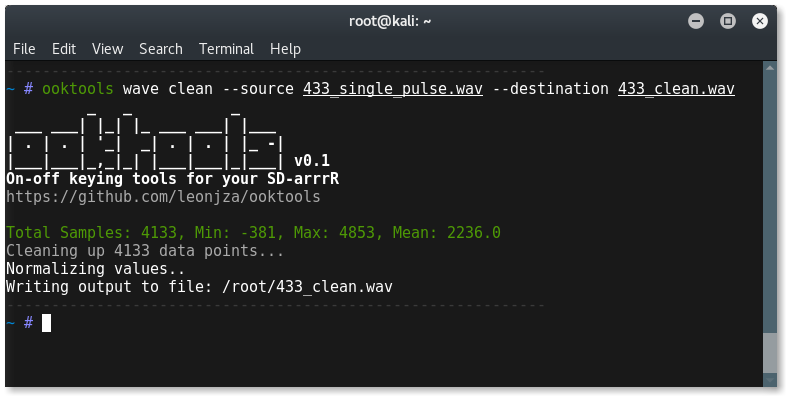 root@kali: ~
File Edit View Search Terminal Help
------------------------------------------------------------
~ # ooktools wave clean --source 433_single_pulse.wav --destination 433_clean.wav
ooktools
v0.1
On-off keying tools for your SD-arrrR
https://github.com/leonjza/ooktools
Total Samples: 4133, Min: -381, Max: 4853, Mean: 2236.0
Cleaning up 4133 data points...
Normalizing values..
Writing output to file: /root/433_clean.wav
------------------------------------------------------------
~ #